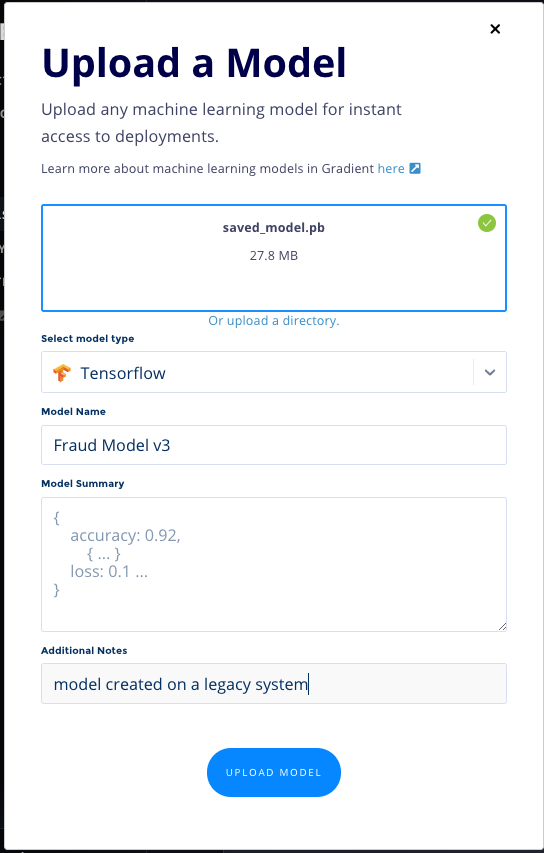 Upload a Model
Upload any machine learning model for instant
access to deployments.
Learn more about machine learning models in Gradient here
saved_model.pb
27.8 MB
Or upload a directory.
Select model type
Tensorflow
Model Name
Fraud Model v3
Model Summary
{
accuracy: 0.92,
{ ... }
loss: 0.1 ...
}
Additional Notes
model created on a legacy system
UPLOAD MODEL